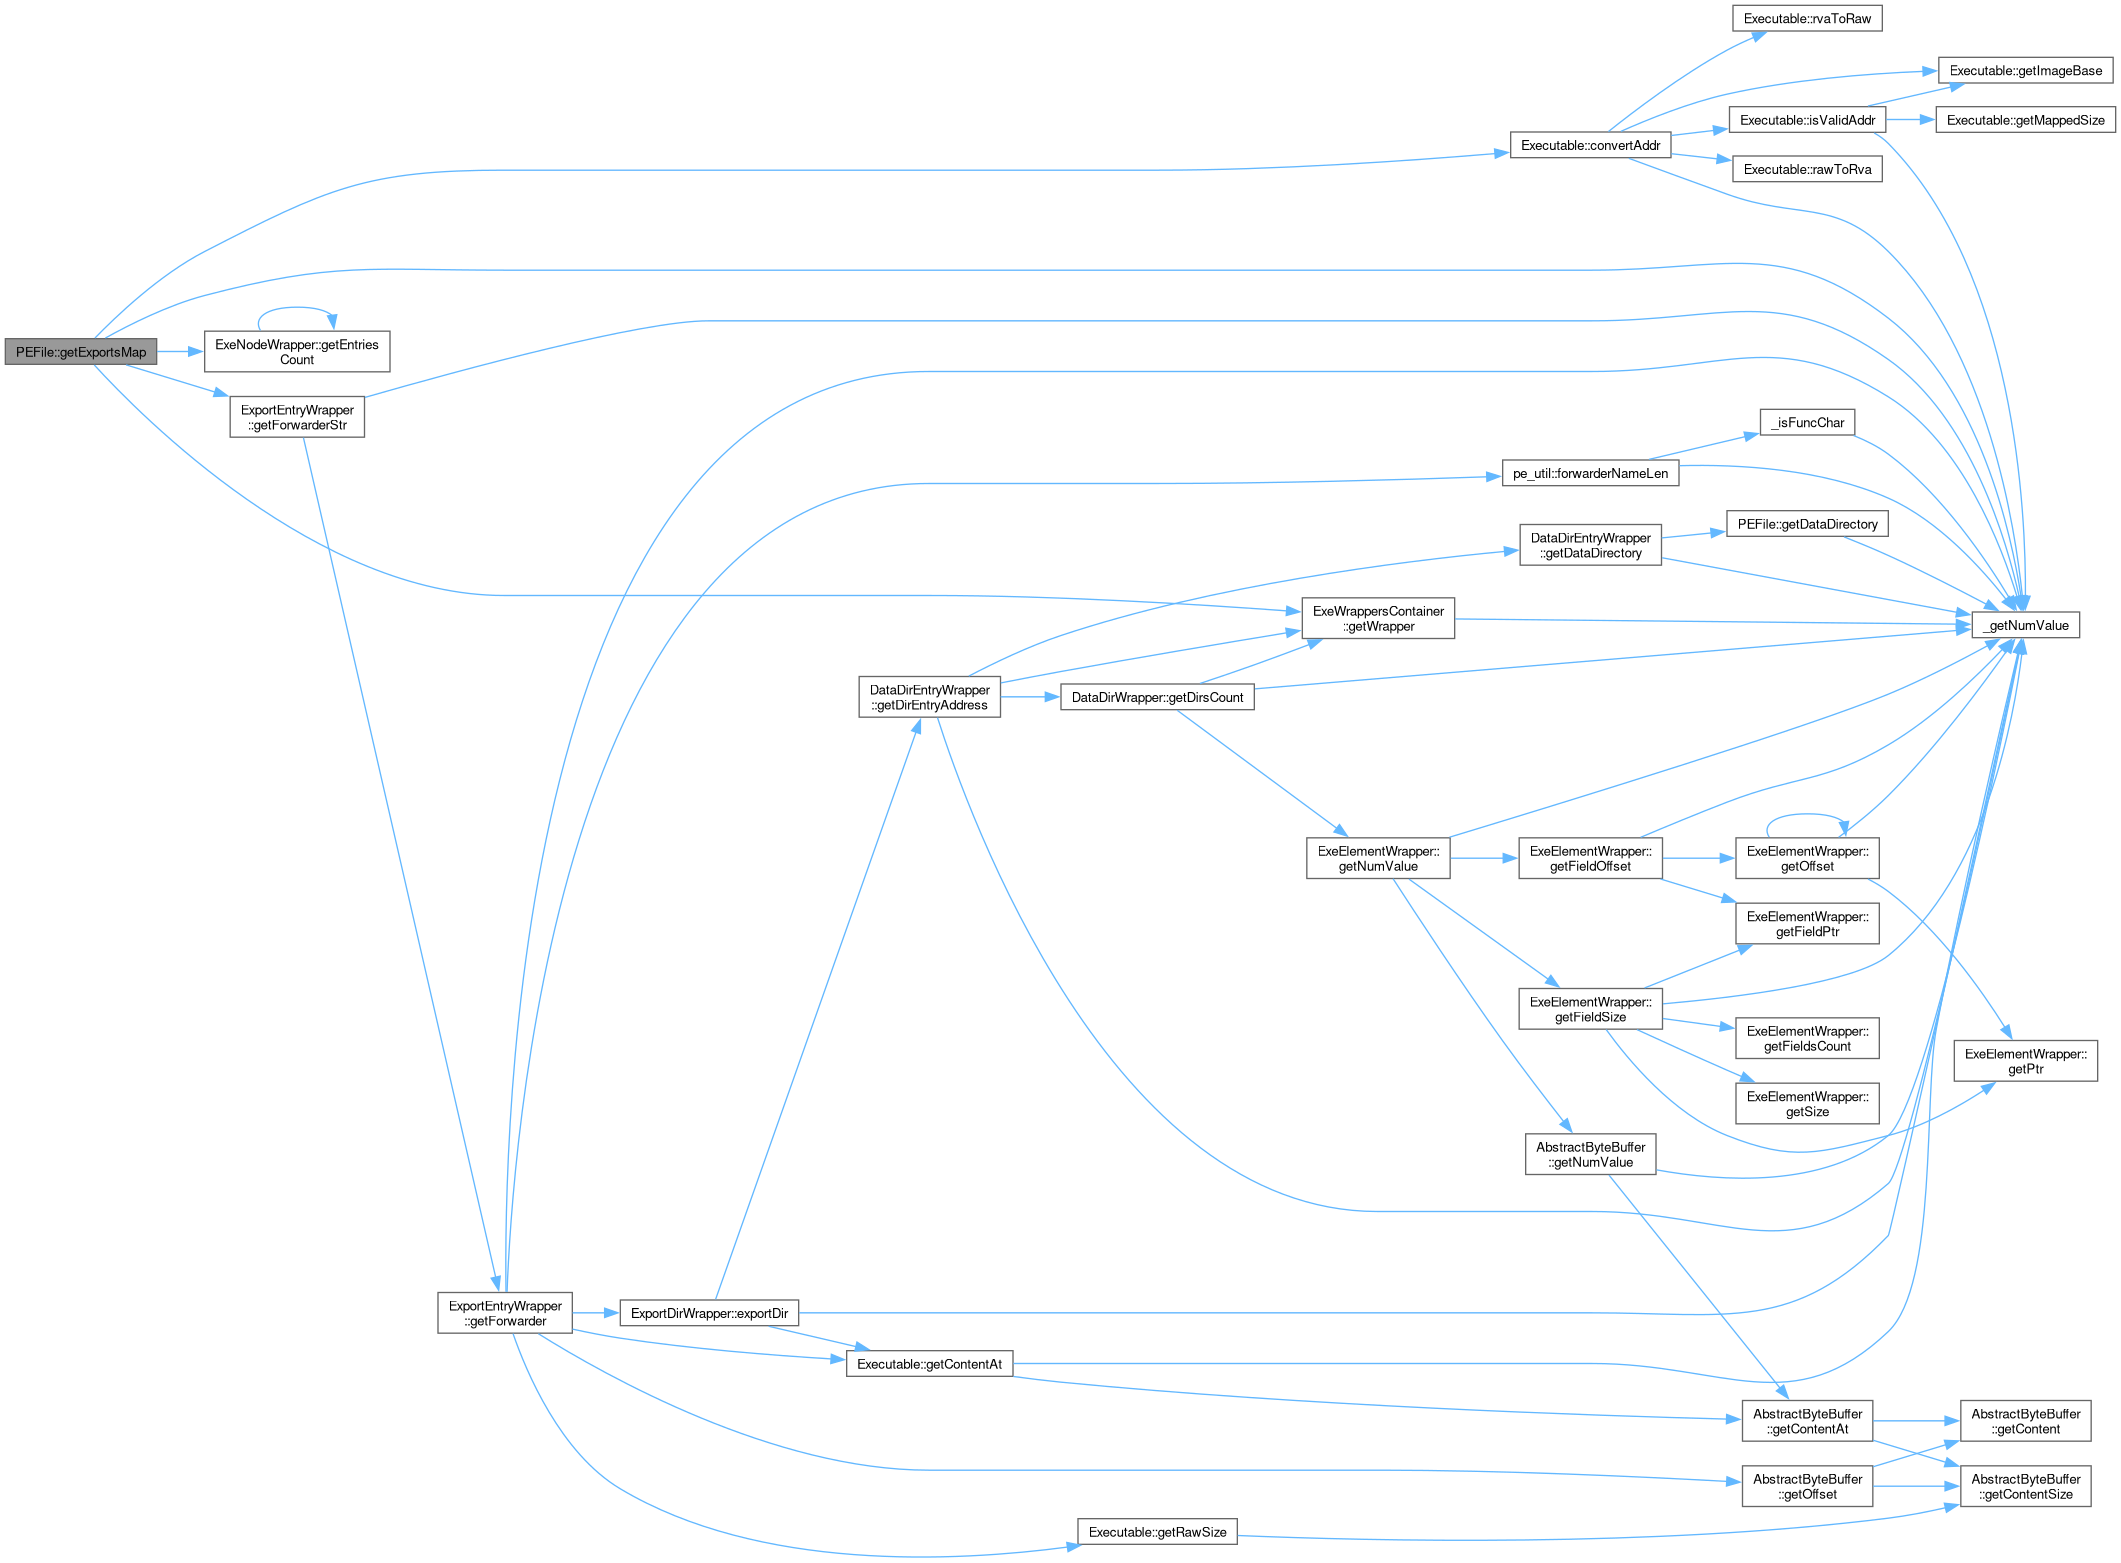 Executable::rvaToRaw
Executable::getImageBase
Executable::isValidAddr
Executable::getMappedSize
Executable::convertAddr
Executable::rawToRva
PEFile::getExportsMap
ExeNodeWrapper::getEntries
Count
ExportEntryWrapper
::getForwarderStr
_isFuncChar
pe_util::forwarderNameLen
PEFile::getDataDirectory
DataDirEntryWrapper
::getDataDirectory
ExeWrappersContainer
::getWrapper
_getNumValue
DataDirEntryWrapper
::getDirEntryAddress
DataDirWrapper::getDirsCount
ExeElementWrapper::
getNumValue
ExeElementWrapper::
getFieldOffset
ExeElementWrapper::
getOffset
ExeElementWrapper::
getFieldPtr
ExeElementWrapper::
getFieldSize
ExeElementWrapper::
getFieldsCount
ExeElementWrapper::
getPtr
ExeElementWrapper::
getSize
AbstractByteBuffer
::getNumValue
ExportEntryWrapper
::getForwarder
ExportDirWrapper::exportDir
Executable::getContentAt
AbstractByteBuffer
::getContentAt
AbstractByteBuffer
::getContent
AbstractByteBuffer
::getOffset
AbstractByteBuffer
::getContentSize
Executable::getRawSize